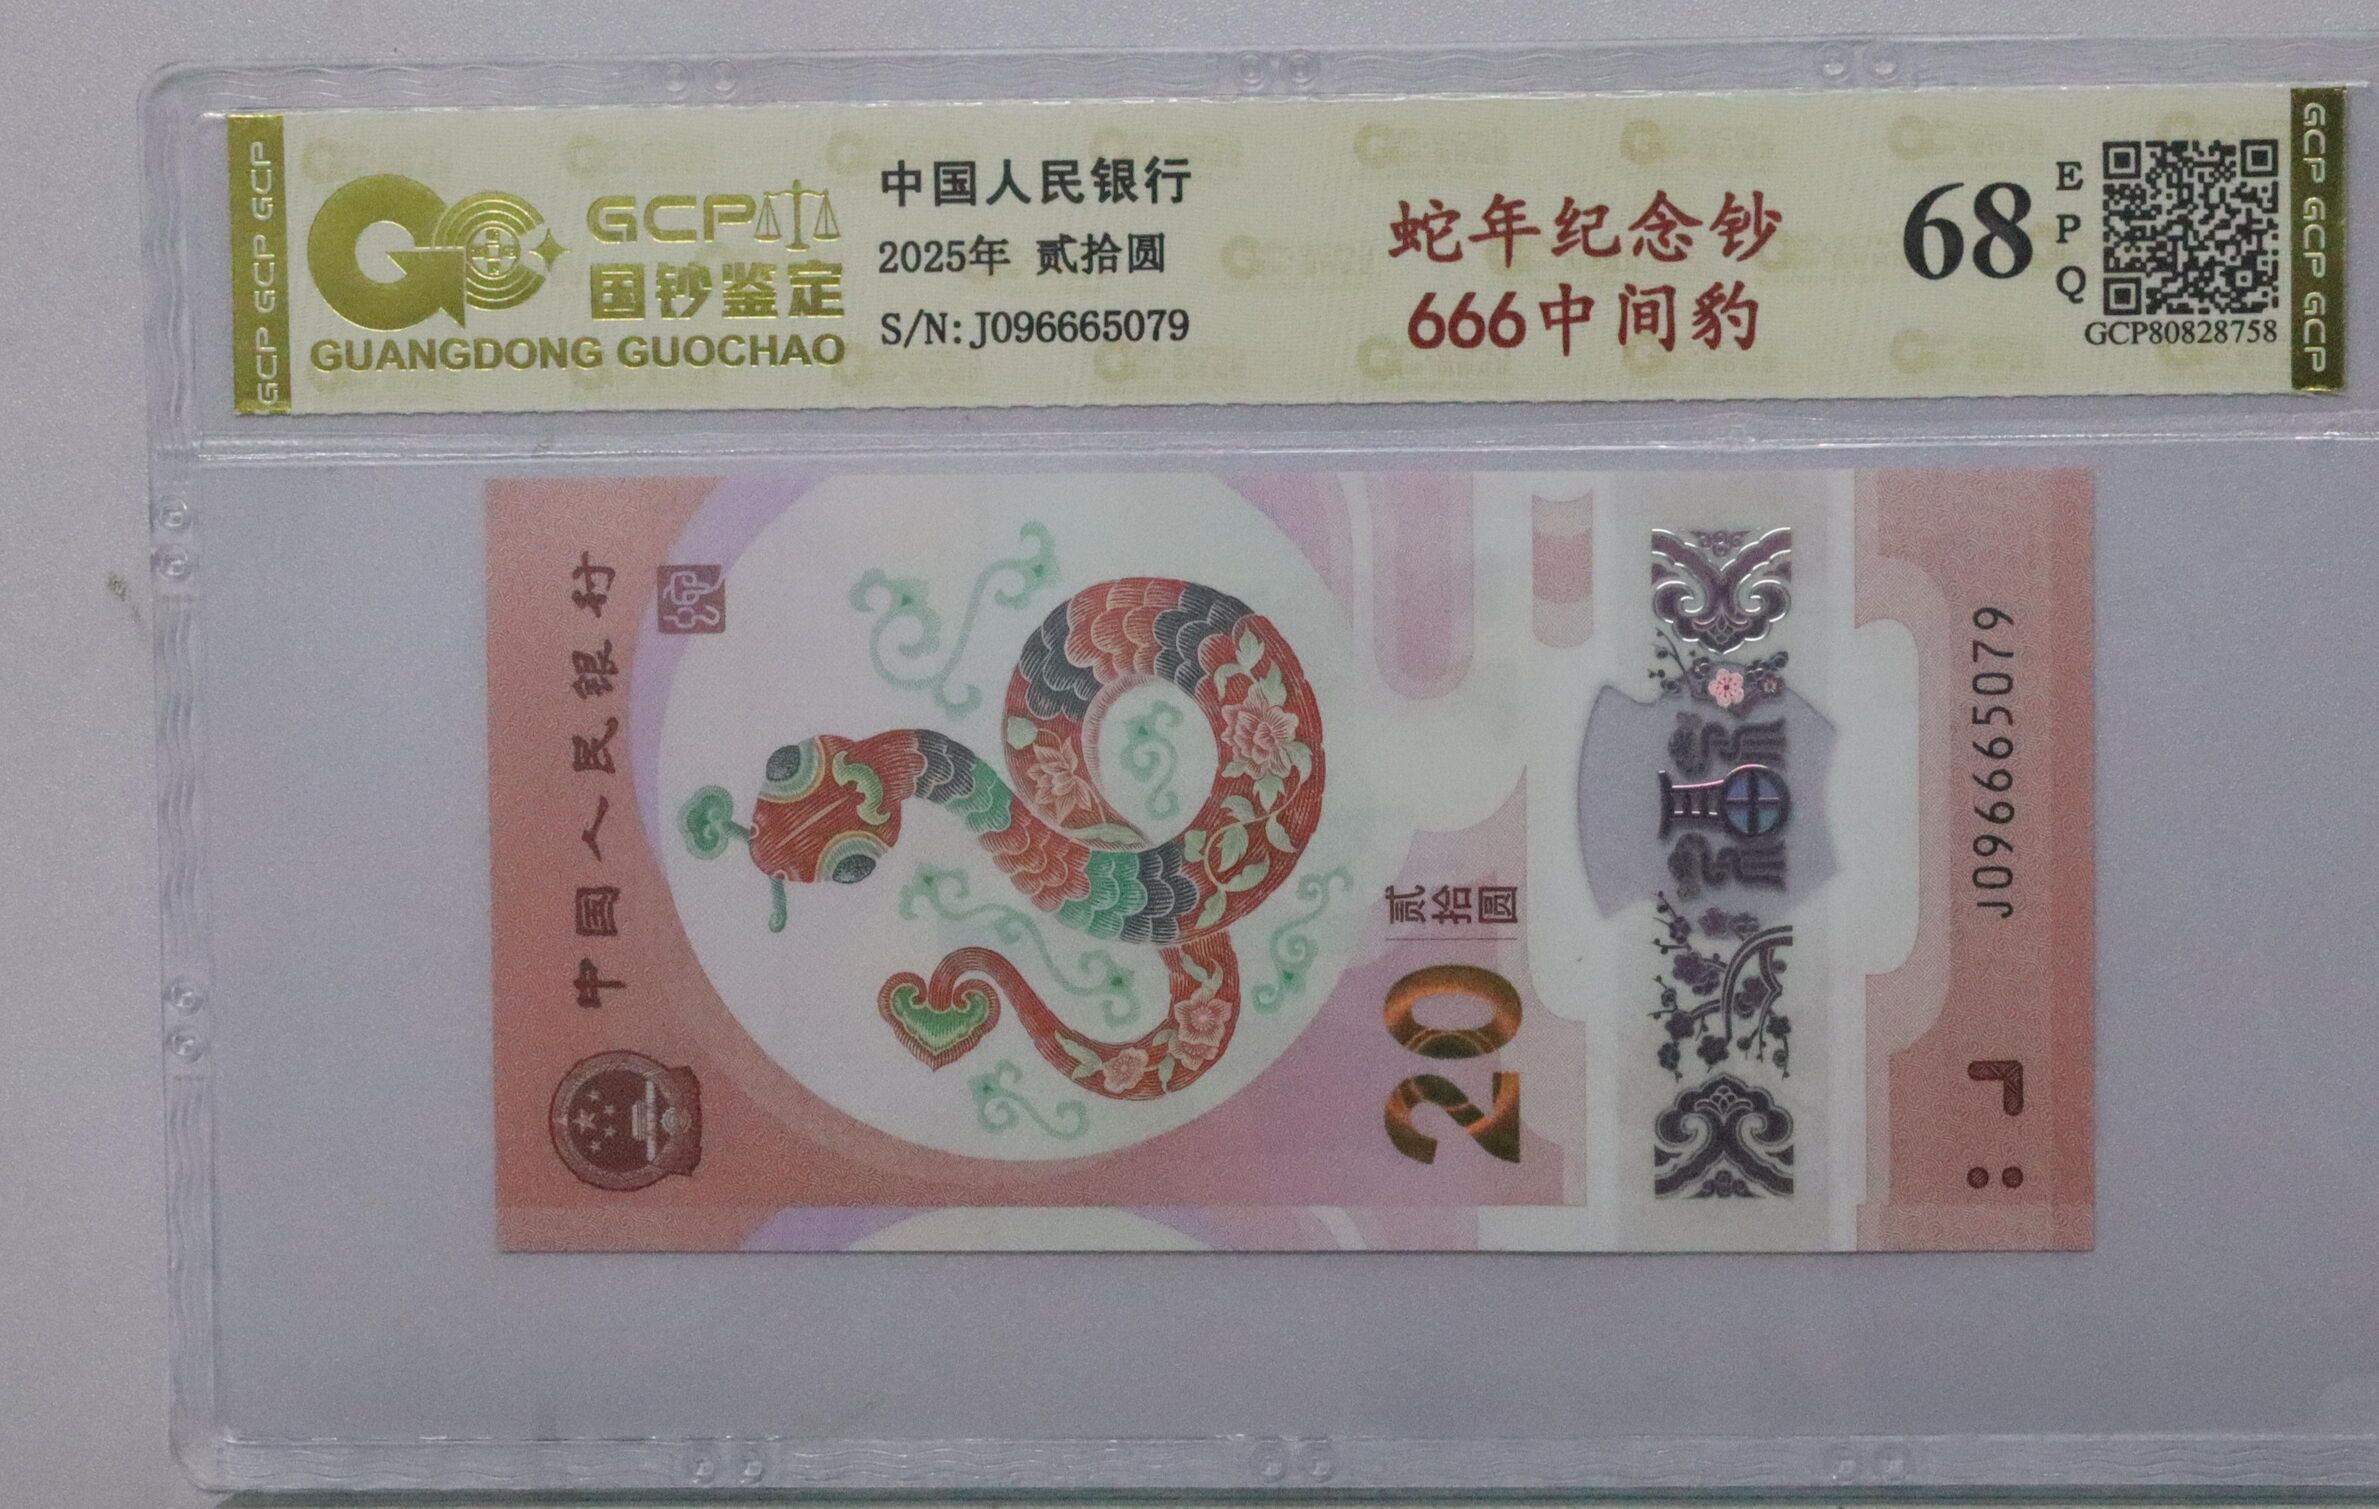 GCP GCP GCP
GCP
国钞鉴定
GUANGDONG GUOCHAO
中国人民银行
2025年 贰拾圆
S/N: J096665079
蛇年纪念钞
666中间豹
68
EPQ
GCP80828758
GCP GCP GCP
中国人民银行
20
贰拾圆
福
J096665079